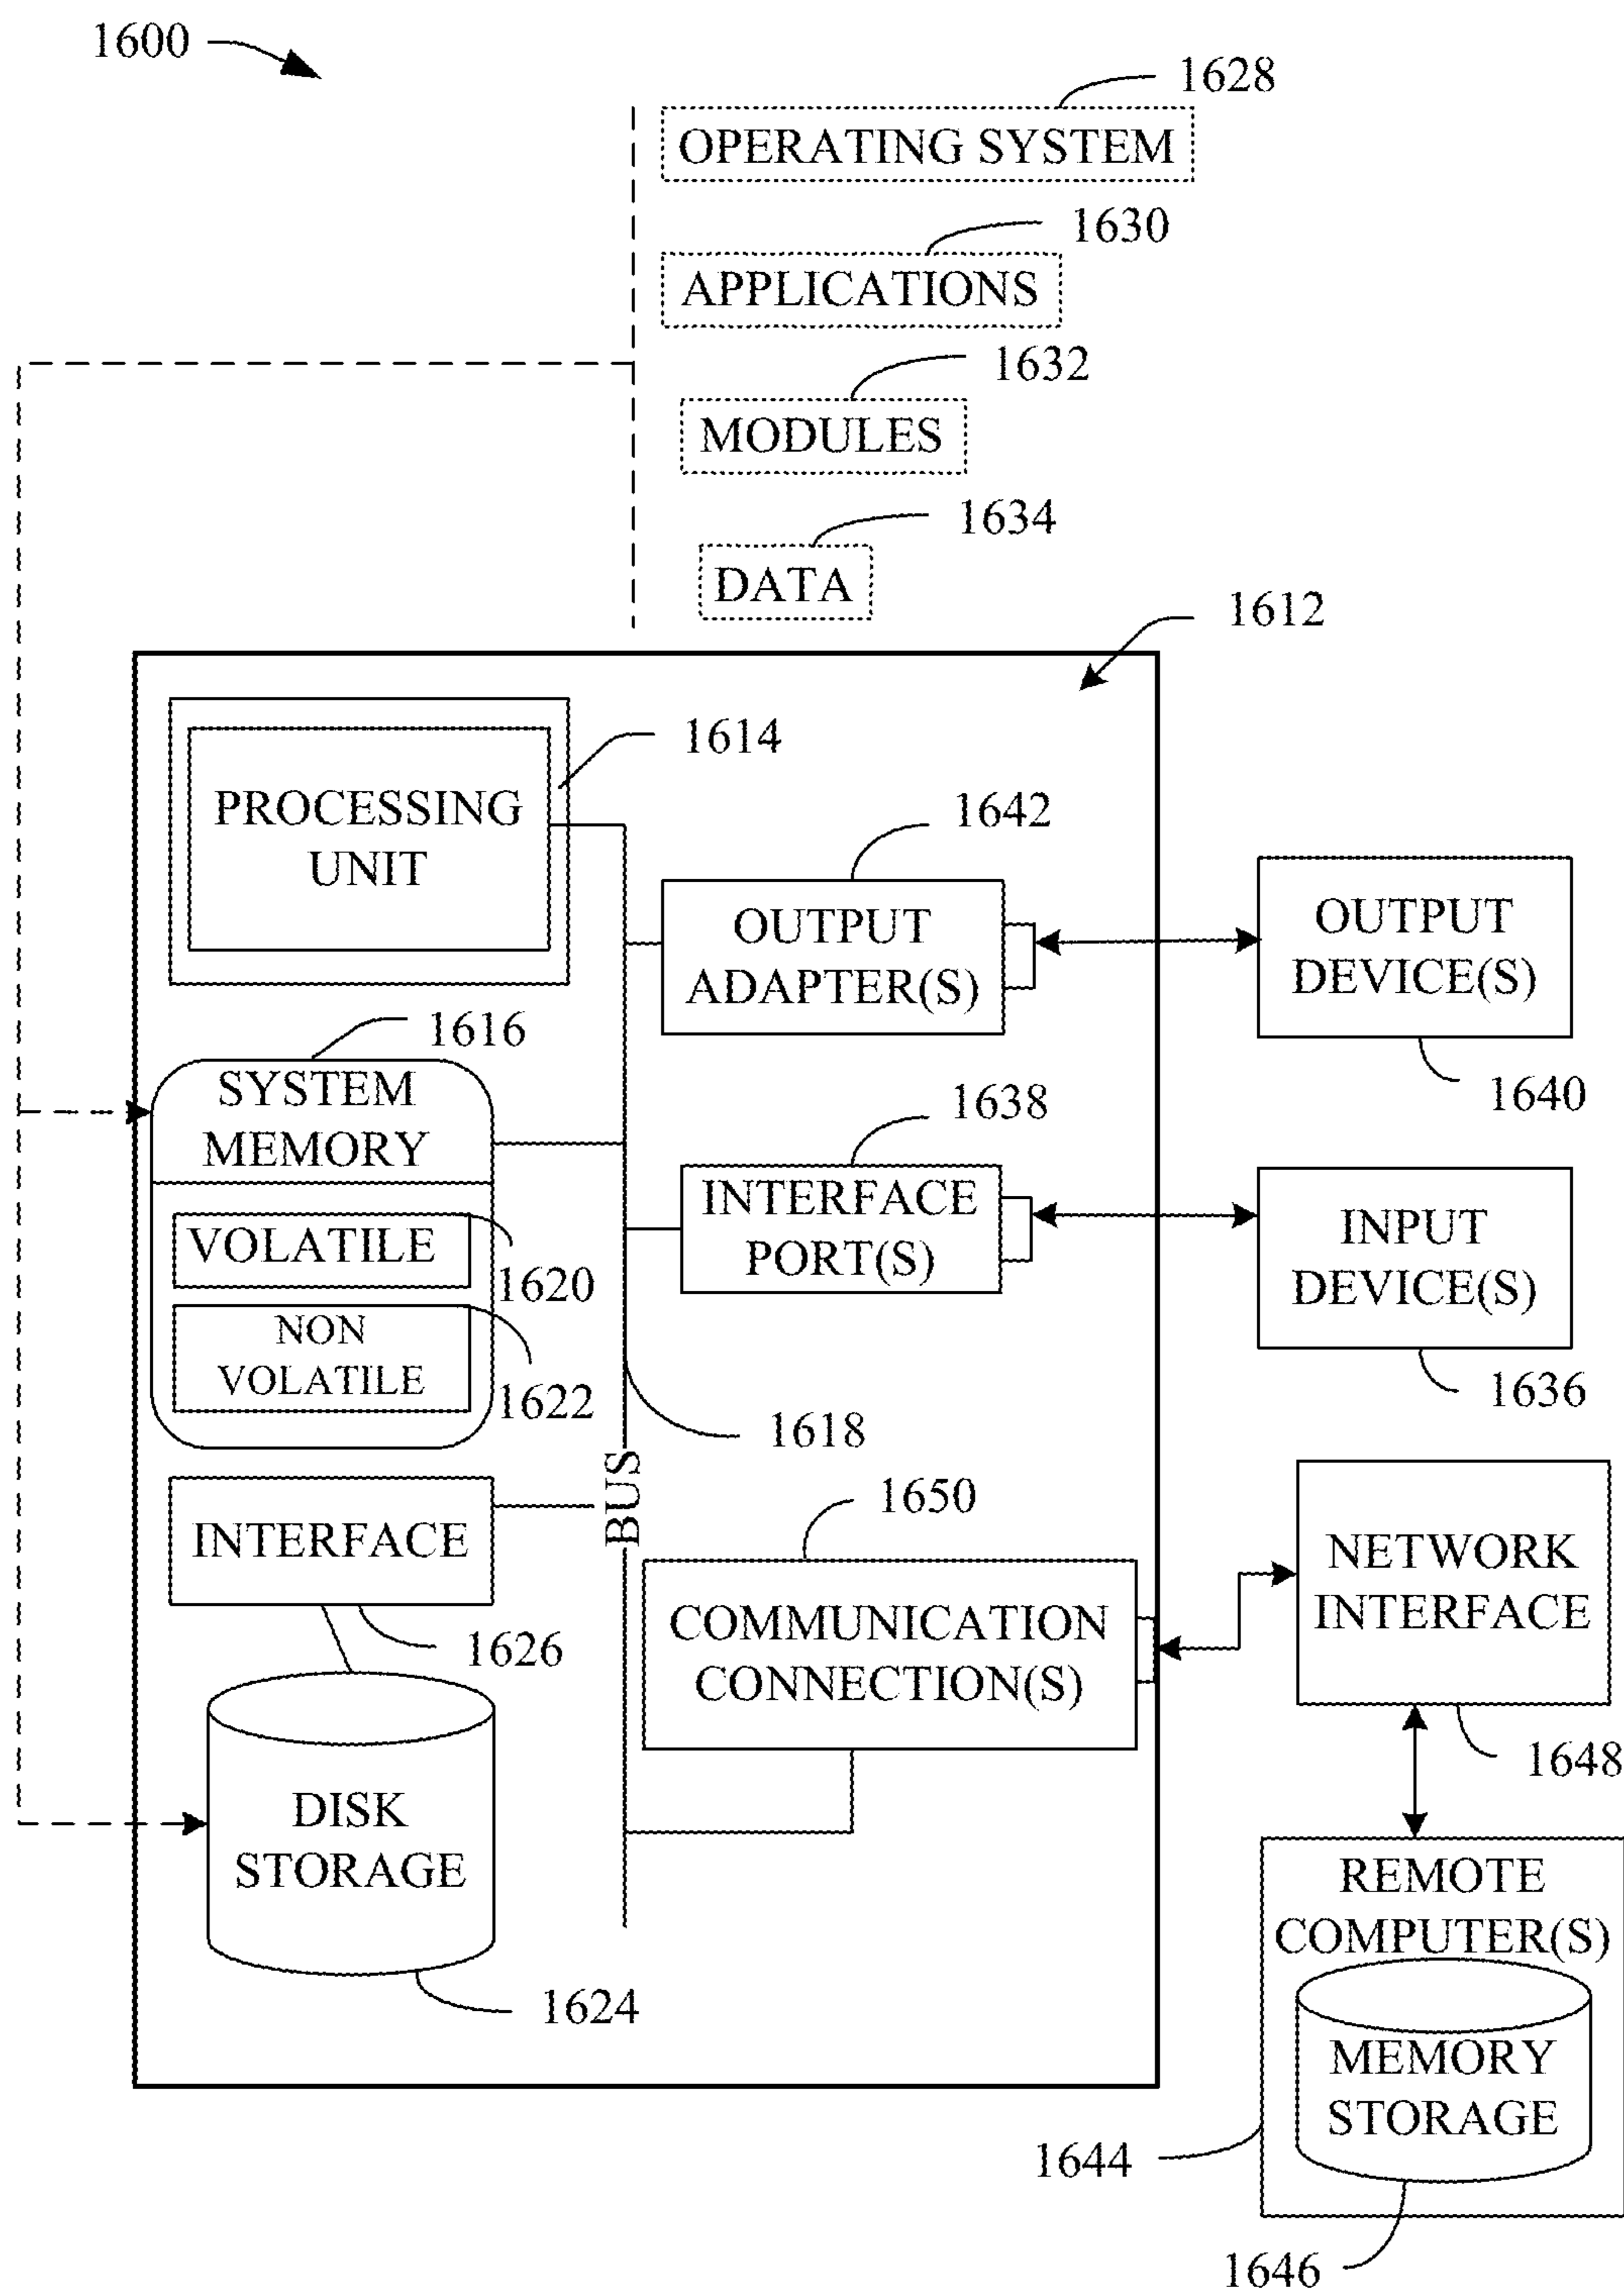 1600
1628
OPERATING SYSTEM
1630
APPLICATIONS
1632
MODULES
1634
DATA
1612
1614
PROCESSING
UNIT
1642
OUTPUT
ADAPTER(S)
OUTPUT
DEVICE(S)
1640
1616
SYSTEM
MEMORY
VOLATILE
1620
NON
VOLATILE
1622
1638
INTERFACE
PORT(S)
INPUT
DEVICE(S)
1636
1618
BUS
INTERFACE
1626
1650
COMMUNICATION
CONNECTION(S)
NETWORK
INTERFACE
1648
DISK
STORAGE
1624
REMOTE
COMPUTER(S)
MEMORY
STORAGE
1644
1646